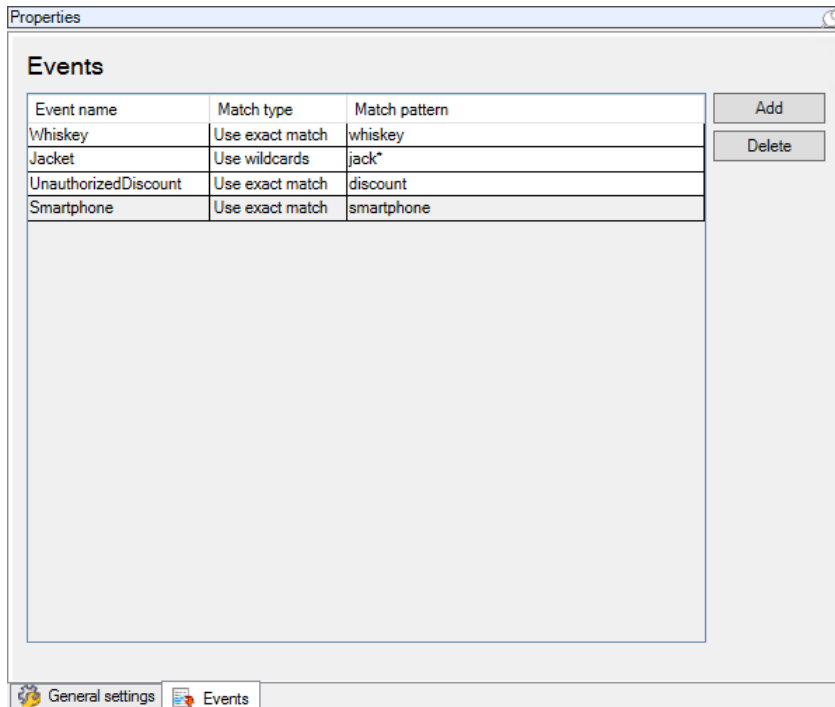 Properties
Events
Event name Match type Match pattern Add
Whiskey Use exact match whiskey
Jacket Use wildcards jack* Delete
UnauthorizedDiscount Use exact match discount
Smartphone Use exact match smartphone
General settings Events